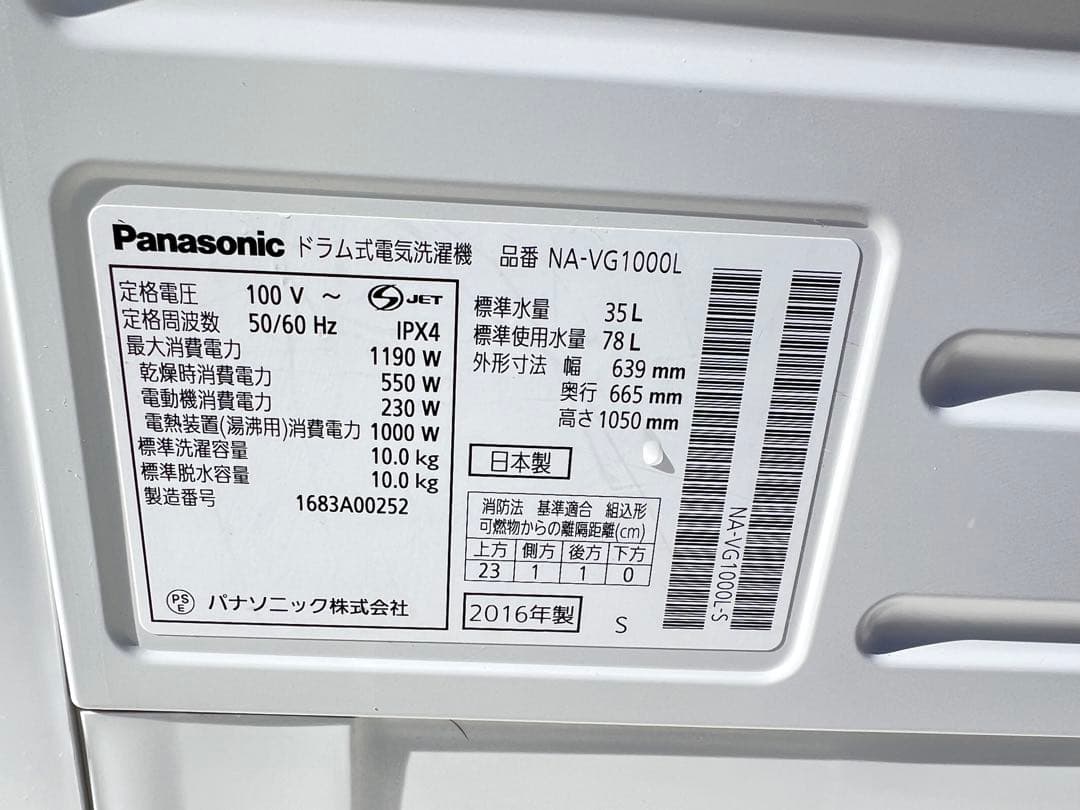 Panasonic ドラム式電気洗濯機 品番 NA-VG1000L
定格電圧 100 V ～ S JET
定格周波数 50/60 Hz IPX4
最大消費電力 1190 W
乾燥時消費電力 550 W
電動機消費電力 230 W
電熱装置(湯沸用)消費電力 1000 W
標準洗濯容量 10.0 kg
標準脱水容量 10.0 kg
製造番号 1683A00252
PS E パナソニック株式会社
標準水量 35 L
標準使用水量 78 L
外形寸法 幅 639 mm
奥行 665 mm
高さ 1050 mm
日本製
消防法 基準適合 組込形
可燃物からの離隔距離(cm)
上方 側方 後方 下方
23 1 1 0
2016年製 S
NA-VG1000L-S